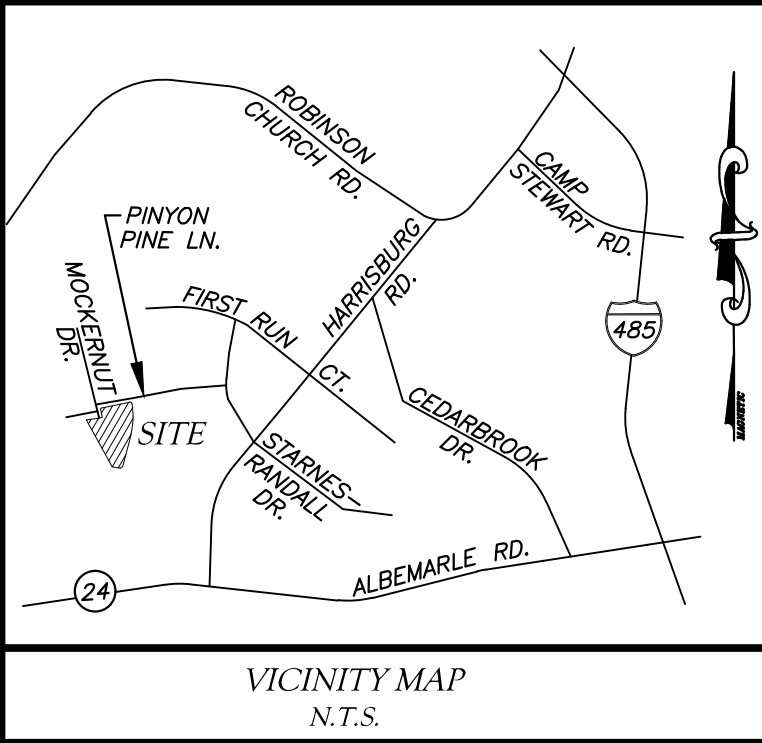 ROBINSON
CHURCH RD.
CAMP
STEWART RD.
PINYON
PINE LN.
HARRISBURG
RD.
MOCKERNUT
DR.
FIRST RUN
CT.
485
CEDARBROOK
DR.
MAGNETIC
SITE
STARNES-
RANDALL
DR.
ALBEMARLE RD.
24
VICINITY MAP
N.T.S.